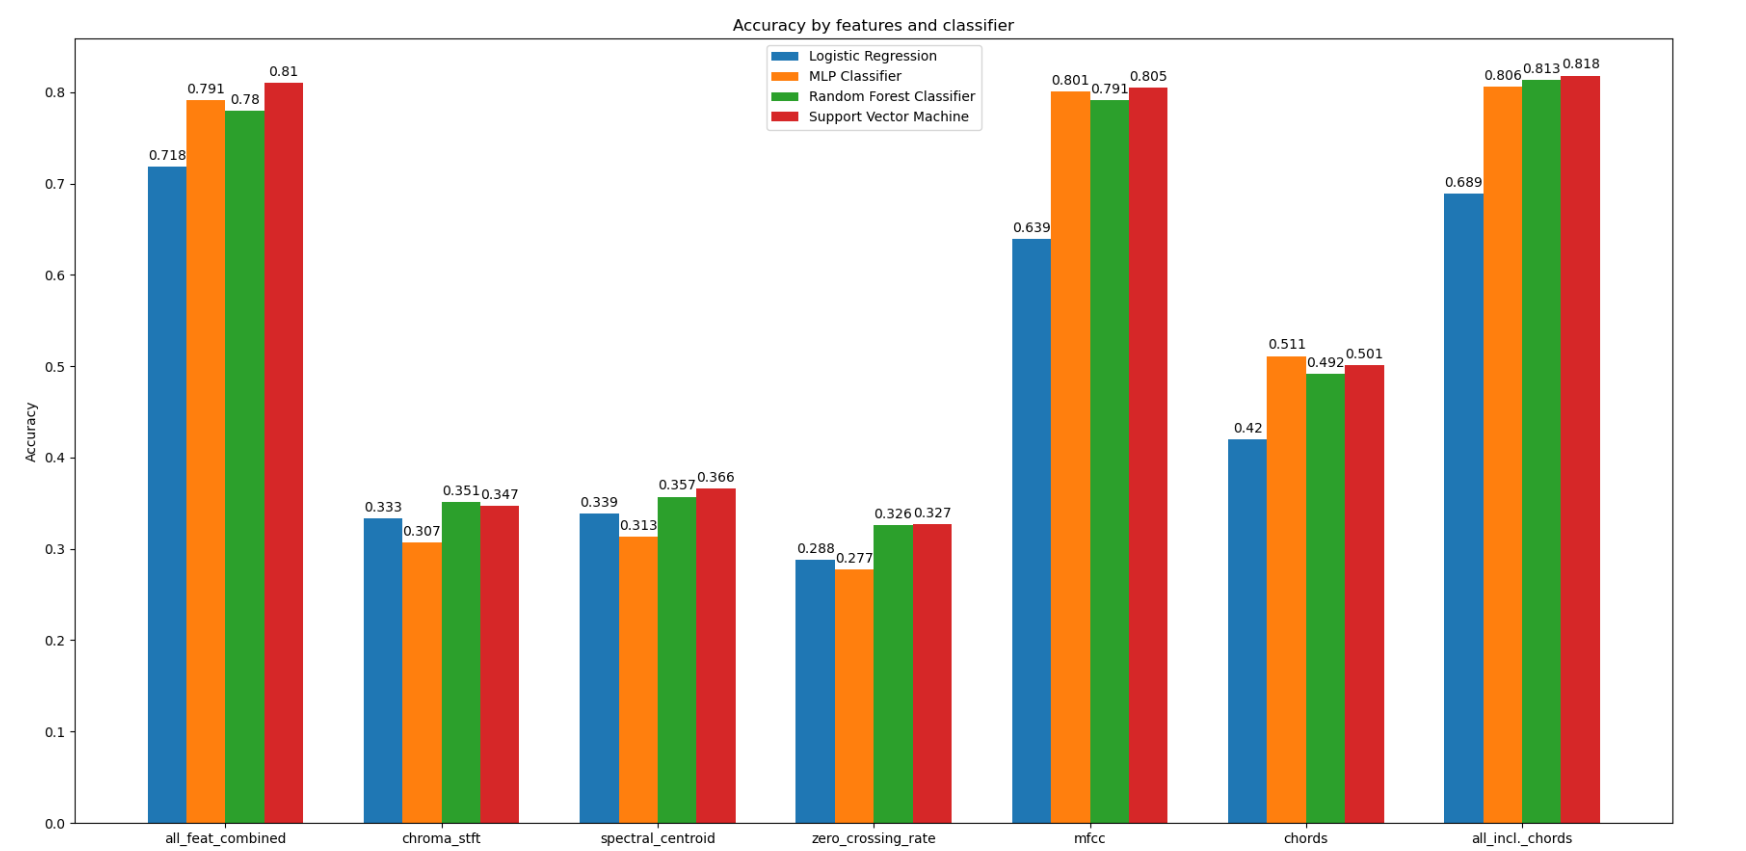 Accuracy by features and classifier
Logistic Regression
MLP Classifier
Random Forest Classifier
Support Vector Machine
Accuracy
0.8
0.7
0.6
0.5
0.4
0.3
0.2
0.1
0.0
0.718
0.791
0.78
0.81
0.333
0.307
0.351
0.347
0.339
0.313
0.357
0.366
0.288
0.277
0.326
0.327
0.639
0.801
0.791
0.805
0.42
0.511
0.492
0.501
0.689
0.806
0.813
0.818
all_feat_combined
chroma_stft
spectral_centroid
zero_crossing_rate
mfcc
chords
all_incl._chords